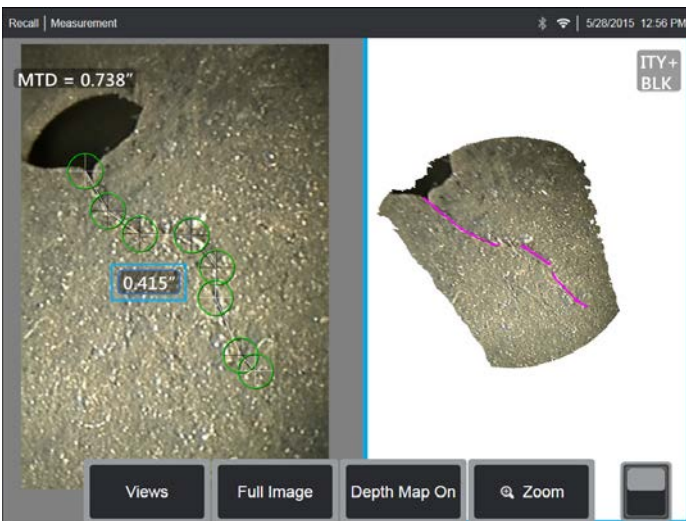 Recall | Measurement
5/28/2015 12:56 PM
MTD = 0.738"
ITY+
BLK
0.415"
Views
Full Image
Depth Map On
Zoom